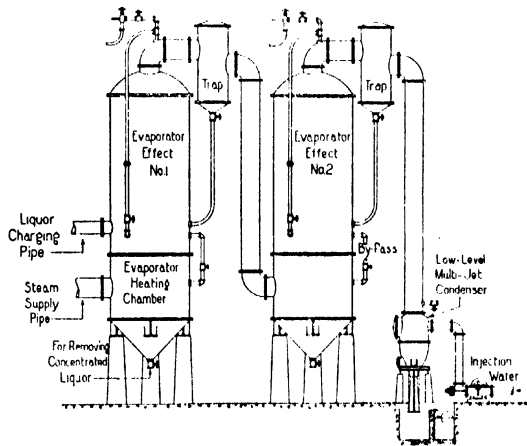 Trap
Trap
Evaporator
Effect
No.1
Evaporator
Effect
No.2
Liquor
Charging
Pipe
By-Pass
Low-Level
Multi-Jet
Condenser
Steam
Supply
Pipe
Evaporator
Heating
Chamber
For Removing
Concentrated
Liquor
Injection
Water